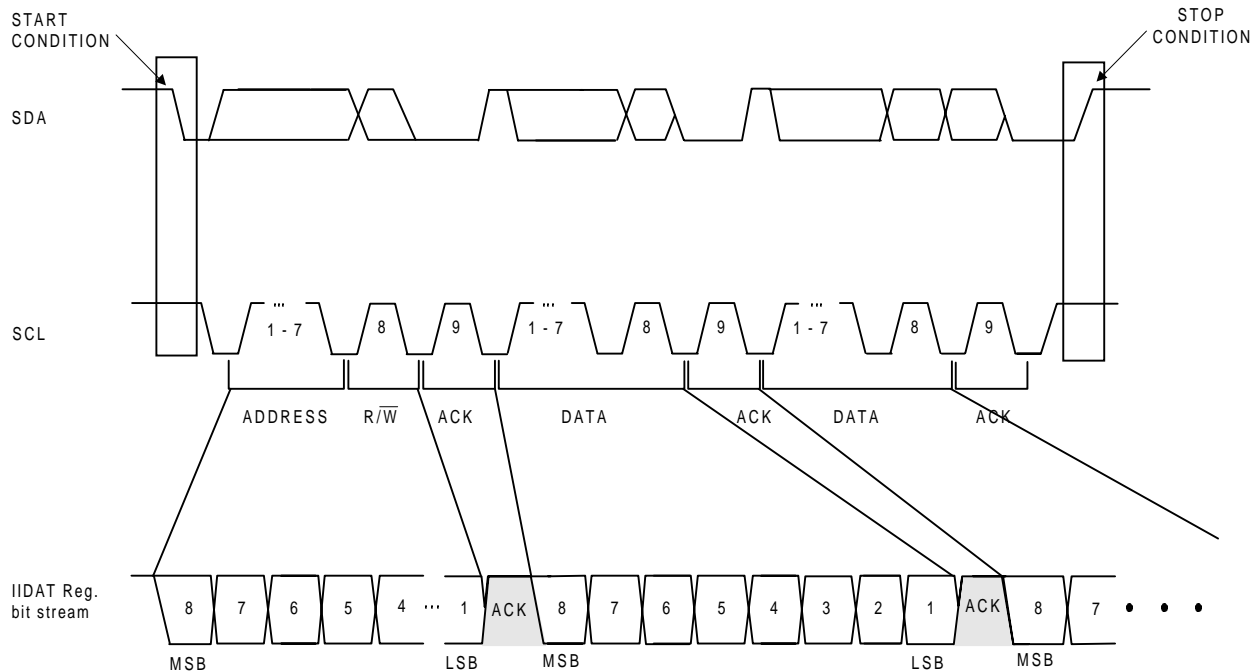 START
CONDITION
STOP
CONDITION
SDA
SCL
1 - 7
8
9
1 - 7
8
9
1 - 7
8
9
ADDRESS
R/W̅
ACK
DATA
ACK
DATA
ACK
IIDAT Reg.
bit stream
8
7
6
5
4
...
1
ACK
8
7
6
5
4
3
2
1
ACK
8
7
• • •
MSB
LSB
MSB
LSB
MSB